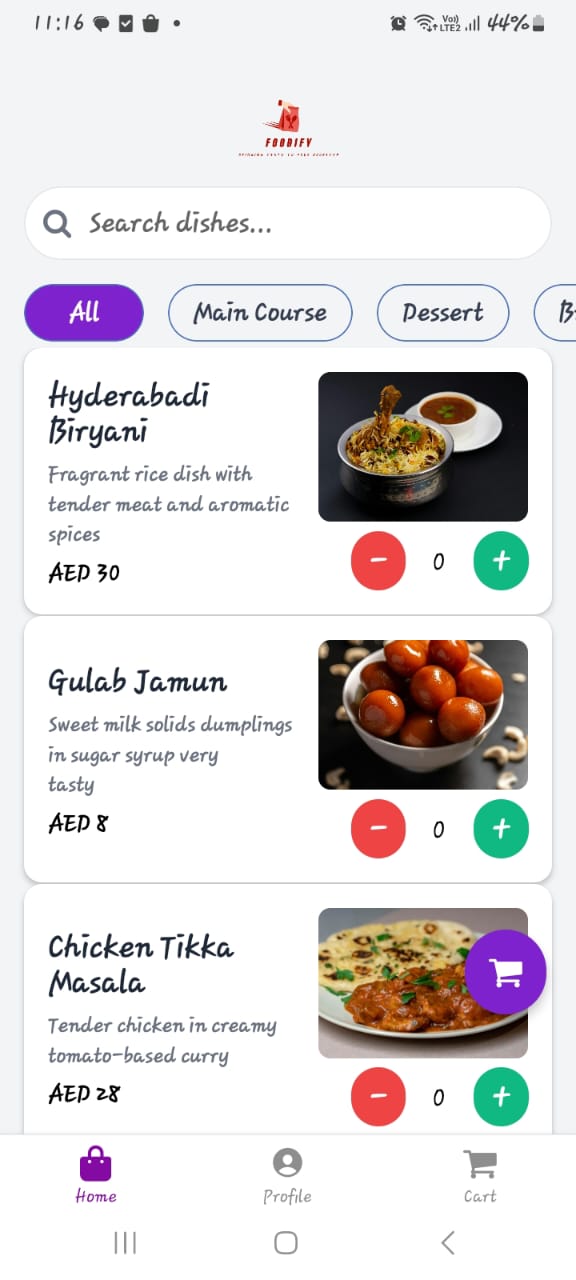 11:16
Vo)) LTE2 44%
FOODIFY
Search dishes...
All Main Course Dessert B
Hyderabadi
Biryani
Fragrant rice dish with
tender meat and aromatic
spices
AED 30
- 0 +
Gulab Jamun
Sweet milk solids dumplings
in sugar syrup very
tasty
AED 8
- 0 +
Chicken Tikka
Masala
Tender chicken in creamy
tomato-based curry
AED 28
- 0 +
Home Profile Cart